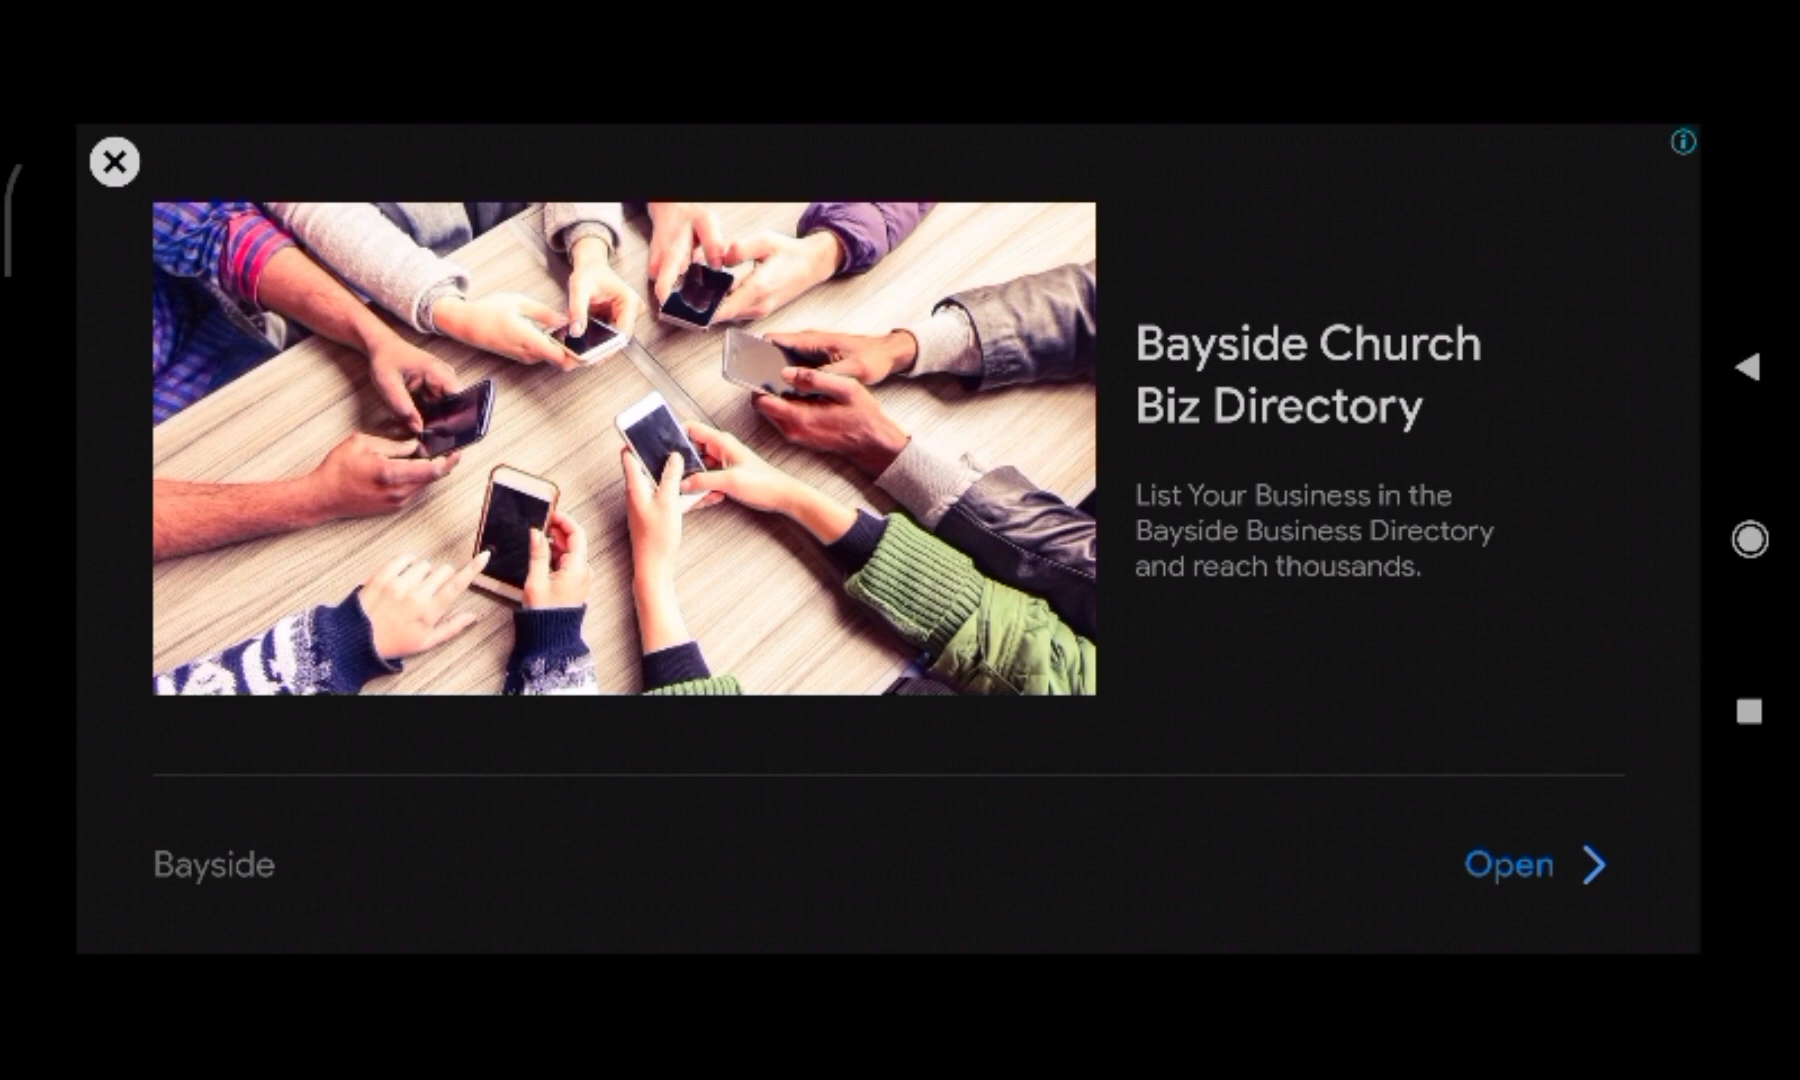 Bayside Church
Biz Directory
List Your Business in the
Bayside Business Directory
and reach thousands.
Bayside
Open